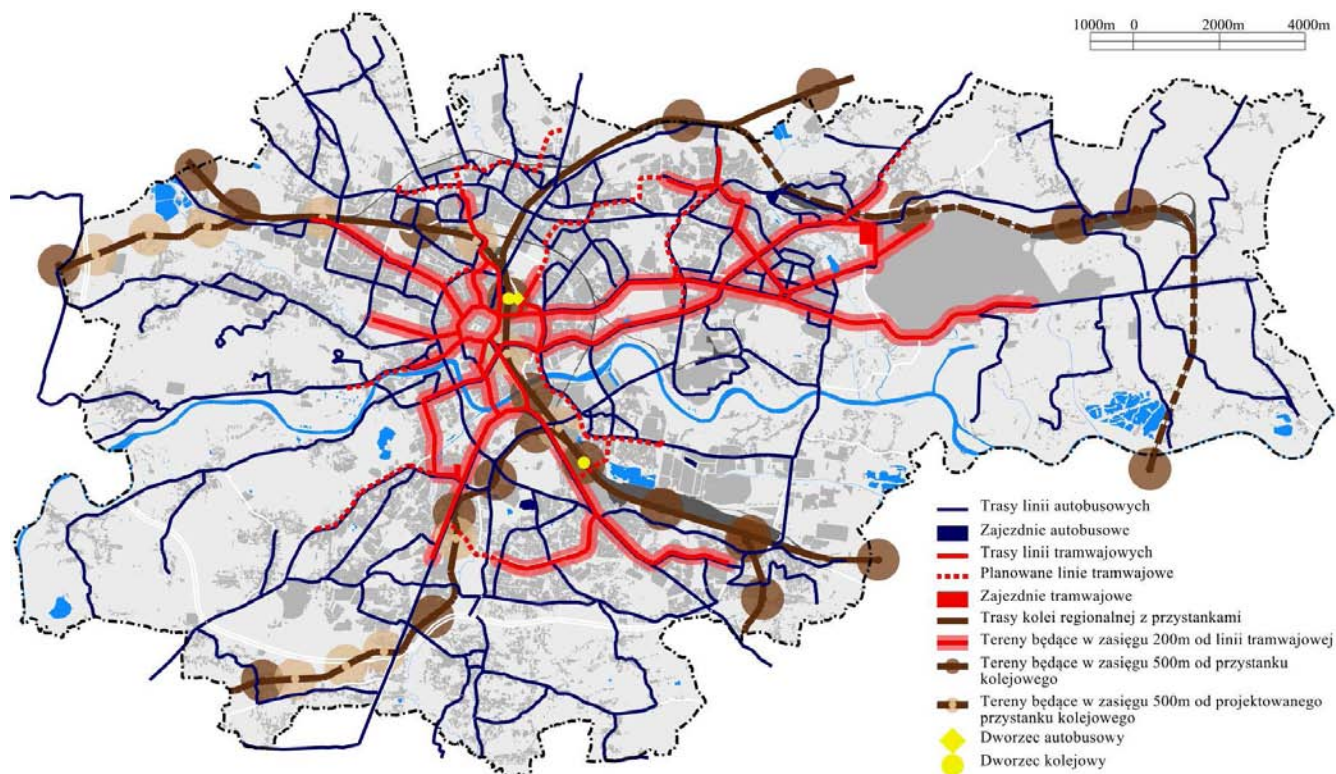 1000m 0 2000m 4000m
Trasy linii autobusowych
Zajezdnie autobusowe
Trasy linii tramwajowych
Planowane linie tramwajowe
Zajezdnie tramwajowe
Trasy kolei regionalnej z przystankami
Tereny będące w zasięgu 200m od linii tramwajowej
Tereny będące w zasięgu 500m od przystanku
kolejowego
Tereny będące w zasięgu 500m od projektowanego
przystanku kolejowego
Dworzec autobusowy
Dworzec kolejowy